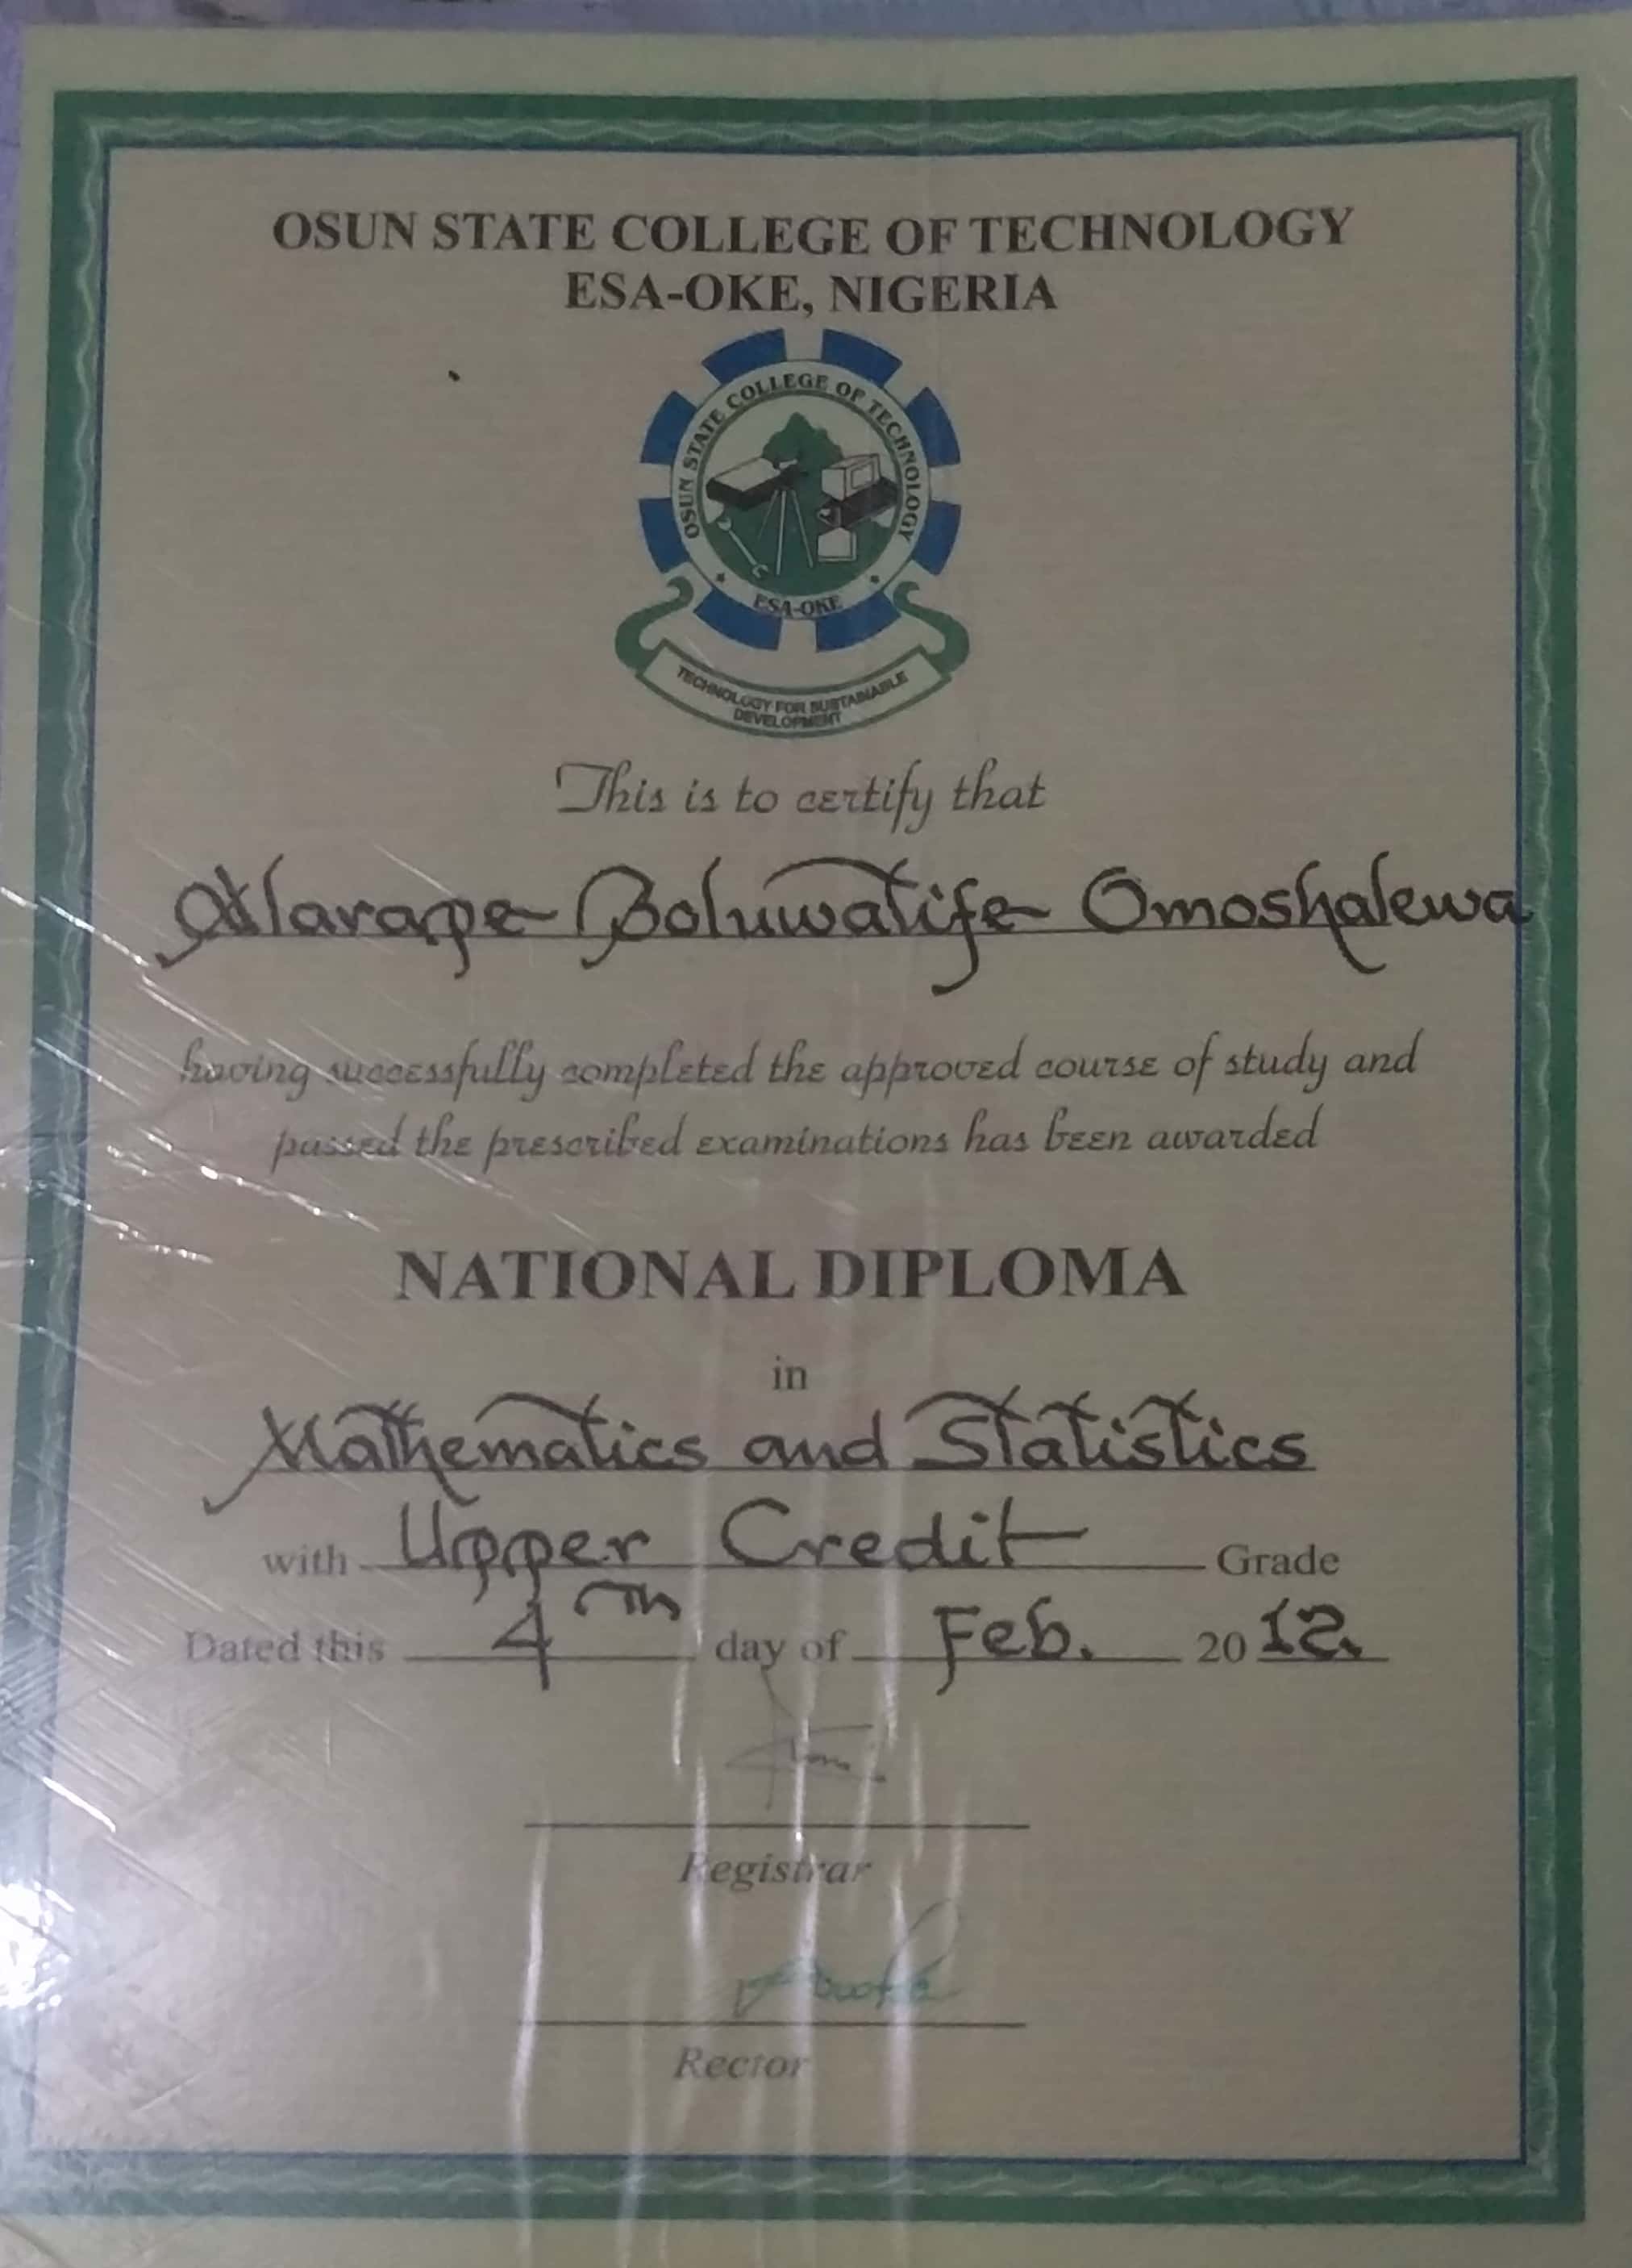 OSUN STATE COLLEGE OF TECHNOLOGY
ESA-OKE, NIGERIA
OSUN STATE COLLEGE OF TECHNOLOGY
ESA-OKE
TECHNOLOGY FOR SUSTAINABLE
DEVELOPMENT
This is to certify that
Alarape Boluwatife Omoshalewa
having successfully completed the approved course of study and
passed the prescribed examinations has been awarded
NATIONAL DIPLOMA
in
Mathematics and Statistics
with Upper Credit Grade
Dated this 4th day of Feb. 2012.
Registrar
Rector